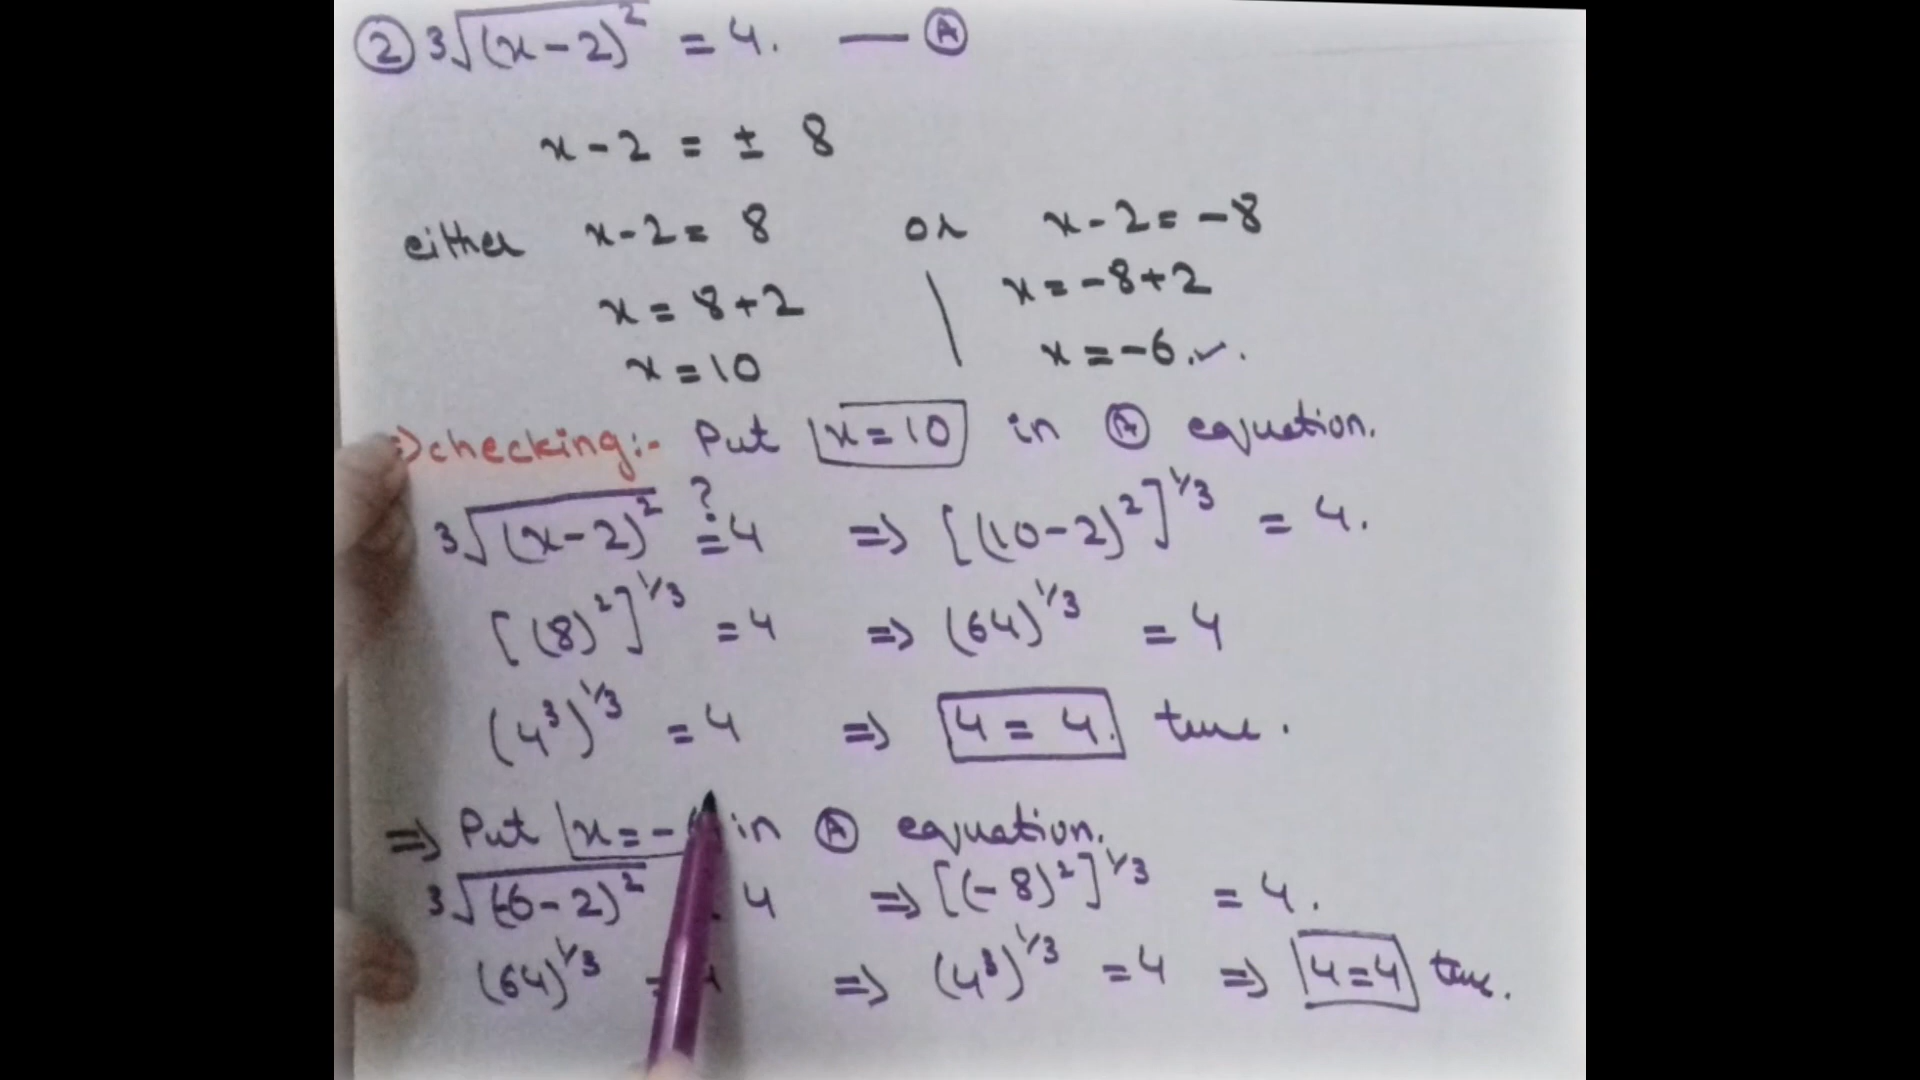 ② ∛(x-2)² = 4. — Ⓐ
x - 2 = ± 8
either x-2 = 8 or x-2 = -8
x = 8+2 | x = -8+2
x = 10 | x = -6. ✓.
⇒ checking:- Put x = 10 in Ⓐ equation.
∛(x-2)² ?= 4 ⇒ [(10-2)²]^1/3 = 4.
[(8)²]^1/3 = 4 ⇒ (64)^1/3 = 4
(4³)^1/3 = 4 ⇒ 4 = 4. true.
⇒ Put x = - in Ⓐ equation.
∛(-6-2)² 4 ⇒ [(-8)²]^1/3 = 4.
(64)^1/3 = ⇒ (4³)^1/3 = 4 ⇒ 4=4 true.